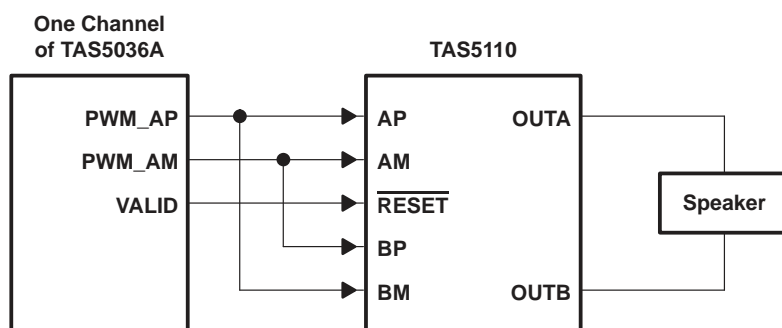 One Channel
of TAS5036A
TAS5110
PWM_AP
PWM_AM
VALID
AP
AM
RESET
BP
BM
OUTA
OUTB
Speaker